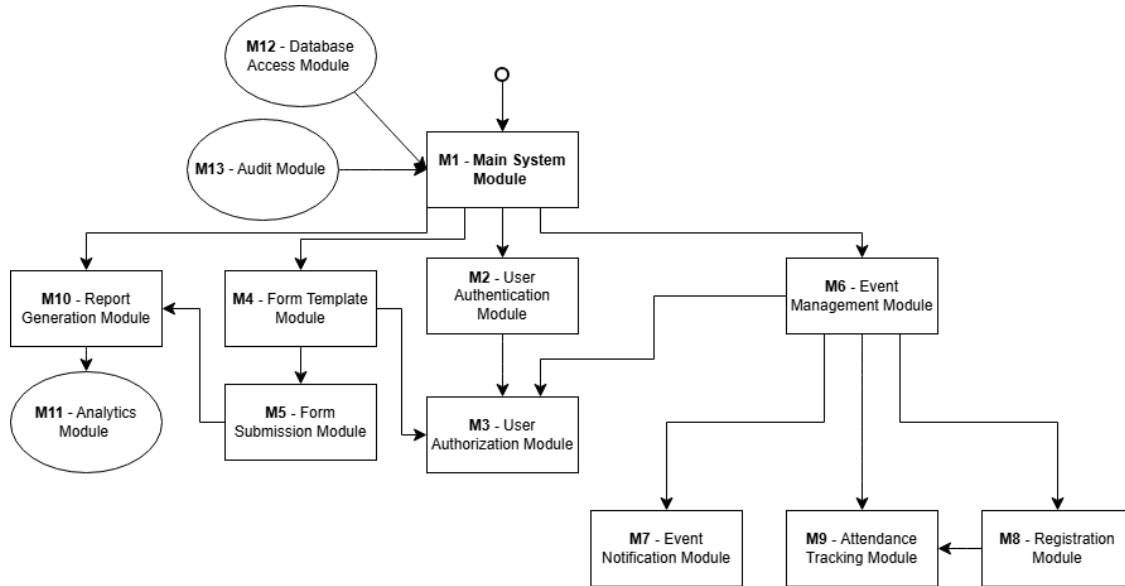 M12 - Database
Access Module
M13 - Audit Module
M1 - Main System
Module
M10 - Report
Generation Module
M4 - Form Template
Module
M2 - User
Authentication
Module
M6 - Event
Management Module
M11 - Analytics
Module
M5 - Form
Submission Module
M3 - User
Authorization Module
M7 - Event
Notification Module
M9 - Attendance
Tracking Module
M8 - Registration
Module